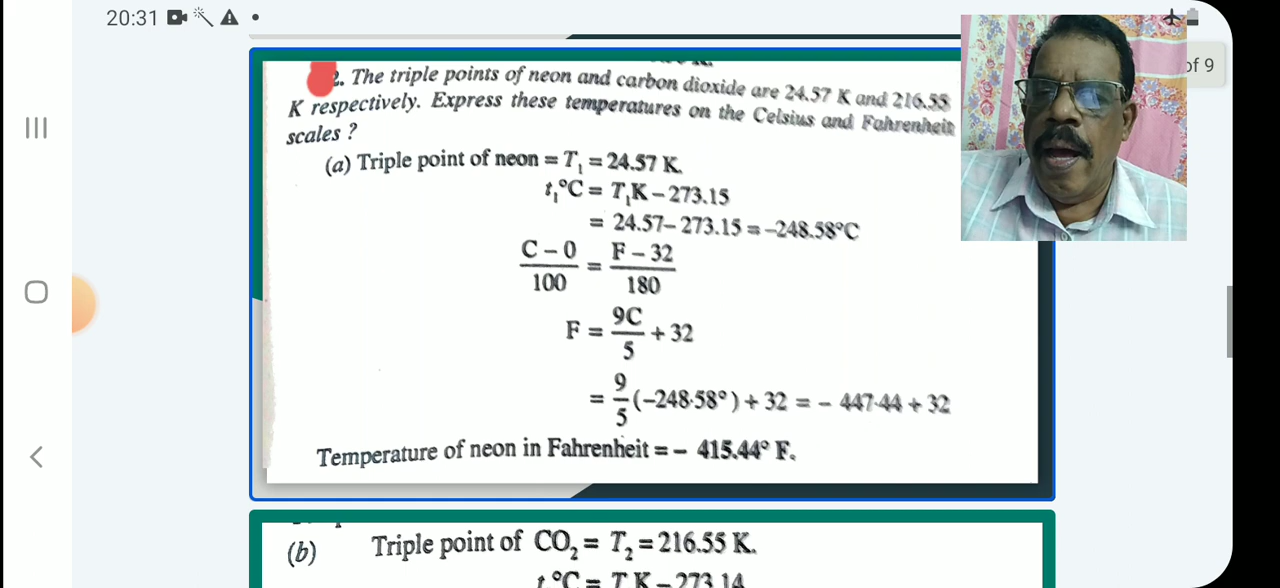 20:31
of 9
2. The triple points of neon and carbon dioxide are 24.57 K and 216.55
K respectively. Express these temperatures on the Celsius and Fahrenheit
scales ?
(a) Triple point of neon = T₁ = 24.57 K.
t₁°C = T₁K – 273.15
= 24.57– 273.15 = –248.58°C
C – 0 / 100 = F – 32 / 180
F = 9C / 5 + 32
= 9 / 5 (–248·58°) + 32 = – 447·44 + 32
Temperature of neon in Fahrenheit = – 415.44° F.
(b) Triple point of CO₂ = T₂ = 216.55 K.
t °C = T K – 273.14